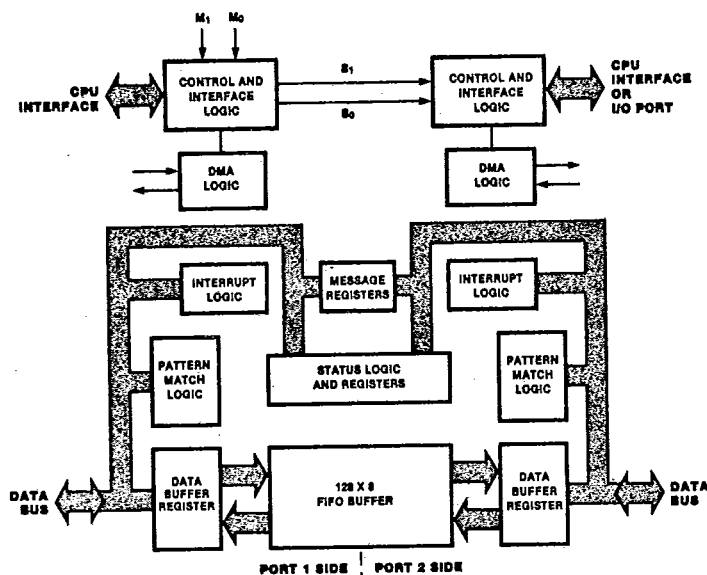 M1 M0
CPU
INTERFACE
CONTROL AND
INTERFACE
LOGIC
S1
S0
CONTROL AND
INTERFACE
LOGIC
CPU
INTERFACE
OR
I/O PORT
DMA
LOGIC
DMA
LOGIC
INTERRUPT
LOGIC
MESSAGE
REGISTERS
INTERRUPT
LOGIC
PATTERN
MATCH
LOGIC
STATUS LOGIC
AND REGISTERS
PATTERN
MATCH
LOGIC
DATA
BUS
DATA
BUFFER
REGISTER
128 X 8
FIFO BUFFER
DATA
BUFFER
REGISTER
DATA
BUS
PORT 1 SIDE | PORT 2 SIDE